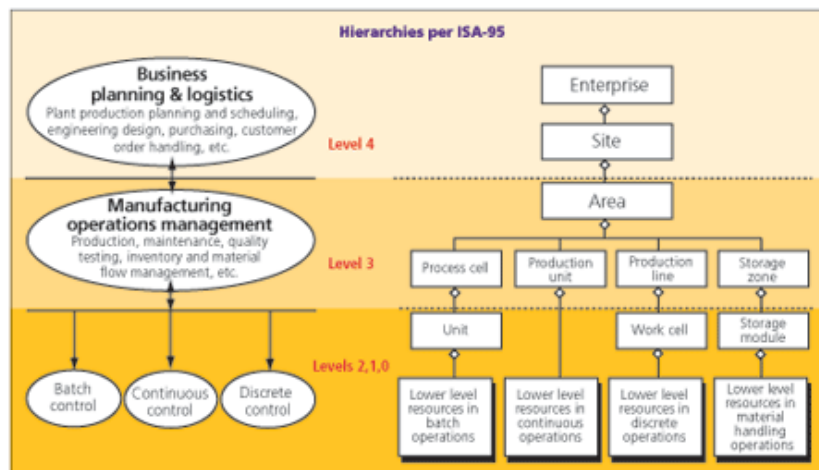 Hierarchies per ISA-95
Business
planning & logistics
Plant production planning and scheduling,
engineering design, purchasing, customer
order handling, etc.
Level 4
Manufacturing
operations management
Production, maintenance, quality
testing, inventory and material
flow management, etc.
Level 3
Levels 2,1,0
Batch
control
Continuous
control
Discrete
control
Enterprise
Site
Area
Process cell
Production
unit
Production
line
Storage
zone
Unit
Work cell
Storage
module
Lower level
resources in
batch
operations
Lower level
resources in
continuous
operations
Lower level
resources in
discrete
operations
Lower level
resources in
material
handling
operations